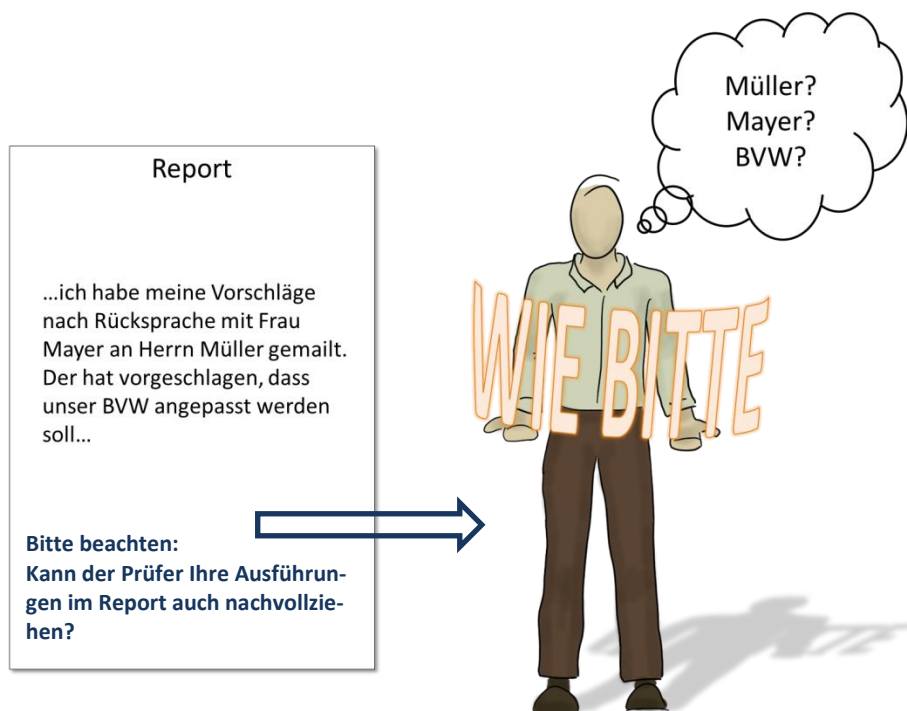 Müller?
Mayer?
BVW?
Report
...ich habe meine Vorschläge
nach Rücksprache mit Frau
Mayer an Herrn Müller gemailt.
Der hat vorgeschlagen, dass
unser BVW angepasst werden
soll...
WIE BITTE
Bitte beachten:
Kann der Prüfer Ihre Ausführun-
gen im Report auch nachvollzie-
hen?